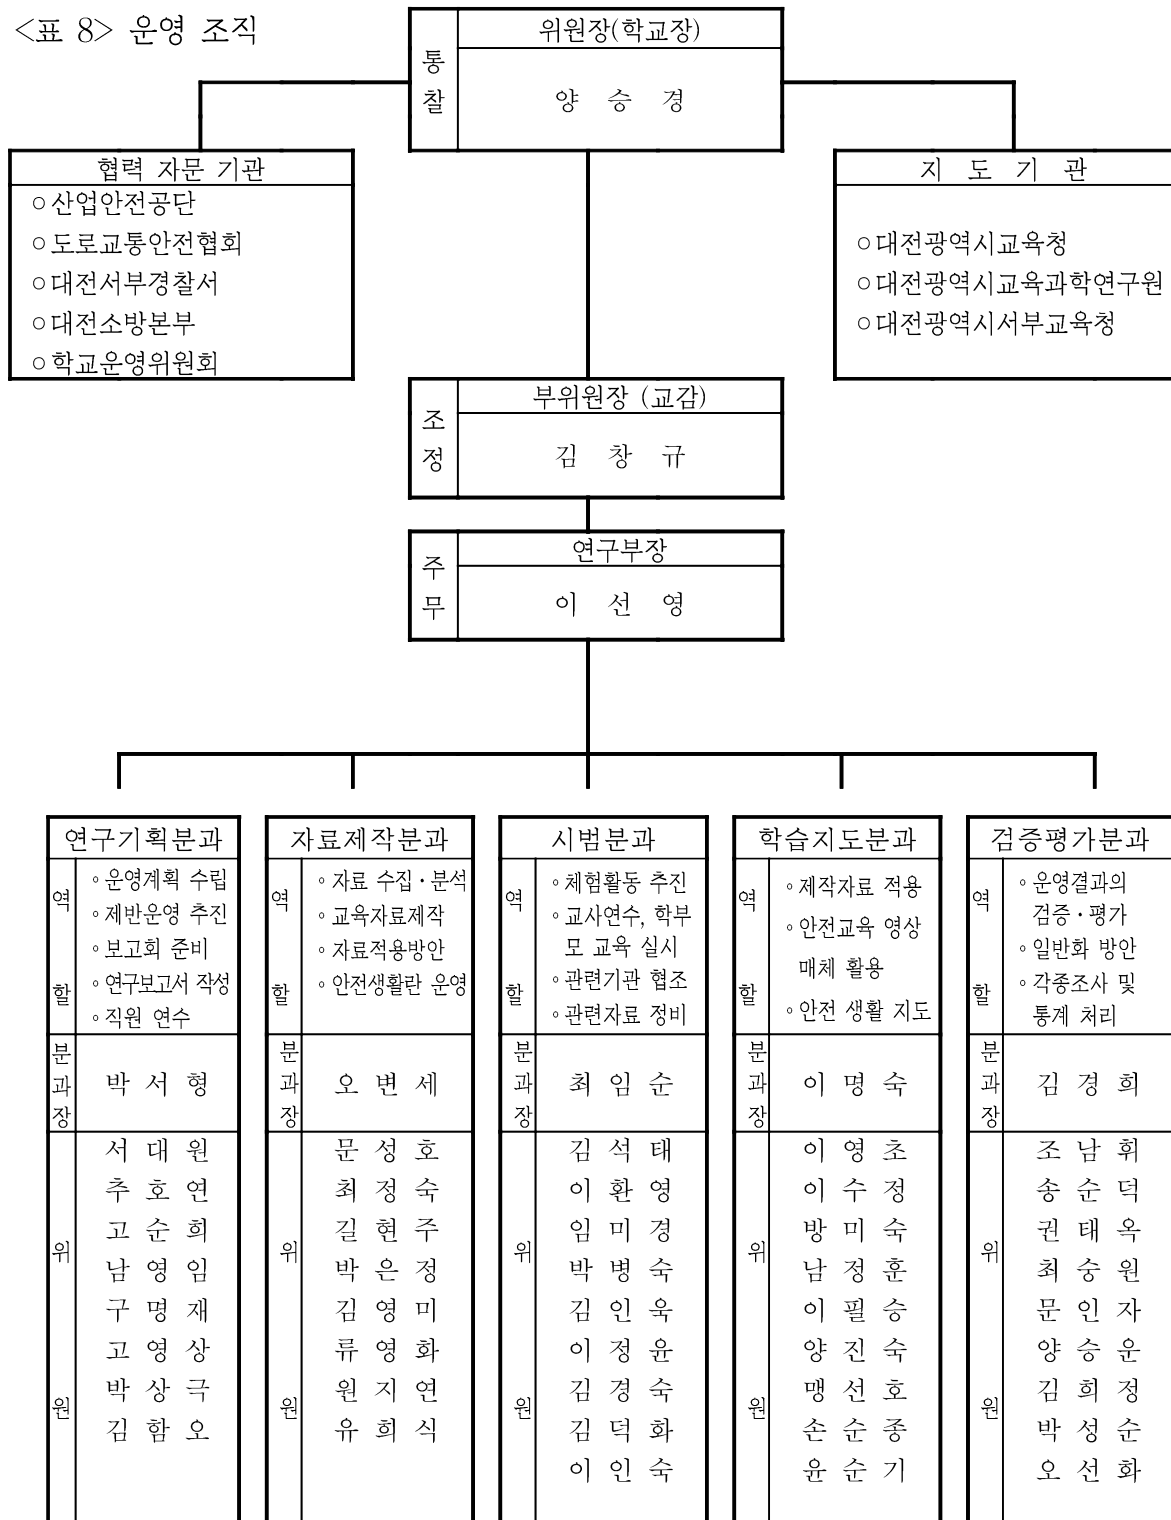 <표 8> 운영 조직
통찰
위원장(학교장)
양 승 경
협력 자문 기관
○산업안전공단
○도로교통안전협회
○대전서부경찰서
○대전소방본부
○학교운영위원회
지 도 기 관
○대전광역시교육청
○대전광역시교육과학연구원
○대전광역시서부교육청
조정
부위원장 (교감)
김 창 규
주무
연구부장
이 선 영
연구기획분과
역할
◦운영계획 수립
◦제반운영 추진
◦보고회 준비
◦연구보고서 작성
◦직원 연수
분과장
박 서 형
위원
서 대 원
추 호 연
고 순 희
남 영 임
구 명 재
고 영 상
박 상 극
김 함 오
자료제작분과
역할
◦자료 수집·분석
◦교육자료제작
◦자료적용방안
◦안전생활란 운영
분과장
오 변 세
위원
문 성 호
최 정 숙
길 현 주
박 은 정
김 영 미
류 영 화
원 지 연
유 희 식
시범분과
역할
◦체험활동 추진
◦교사연수, 학부
모 교육 실시
◦관련기관 협조
◦관련자료 정비
분과장
최 임 순
위원
김 석 태
이 환 영
임 미 경
박 병 숙
김 인 욱
이 정 윤
김 경 숙
김 덕 화
이 인 숙
학습지도분과
역할
◦제작자료 적용
◦안전교육 영상
매체 활용
◦안전 생활 지도
분과장
이 명 숙
위원
이 영 초
이 수 정
방 미 숙
남 정 훈
이 필 승
양 진 숙
맹 선 호
손 순 종
윤 순 기
검증평가분과
역할
◦운영결과의
검증·평가
◦일반화 방안
◦각종조사 및
통계 처리
분과장
김 경 희
위원
조 남 휘
송 순 덕
권 태 옥
최 숭 원
문 인 자
양 승 운
김 희 정
박 성 순
오 선 화